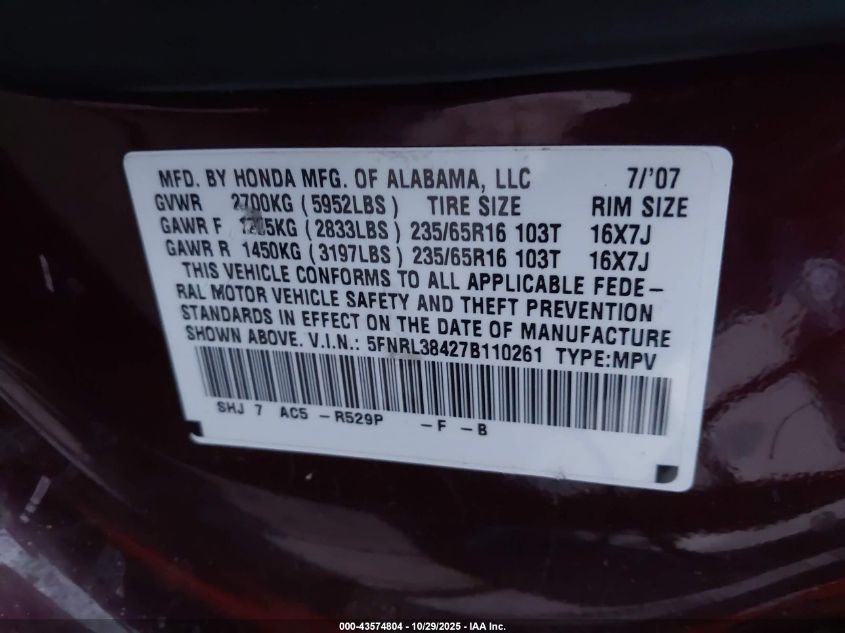 MFD. BY HONDA MFG. OF ALABAMA, LLC 7/'07
GVWR 2700KG (5952LBS) TIRE SIZE RIM SIZE
GAWR F (2833LBS) 235/65R16 103T 16X7J
GAWR R 1450KG (3197LBS) 235/65R16 103T 16X7J
THIS VEHICLE CONFORMS TO ALL APPLICABLE FEDE-
RAL MOTOR VEHICLE SAFETY AND THEFT PREVENTION
STANDARDS IN EFFECT ON THE DATE OF MANUFACTURE
SHOWN ABOVE. V.I.N.: 5FNRL38427B110261 TYPE:MPV
SHJ 7 AC5 -R529P -F -B
000-43574804 | 10/29/2025 - IAA Inc.